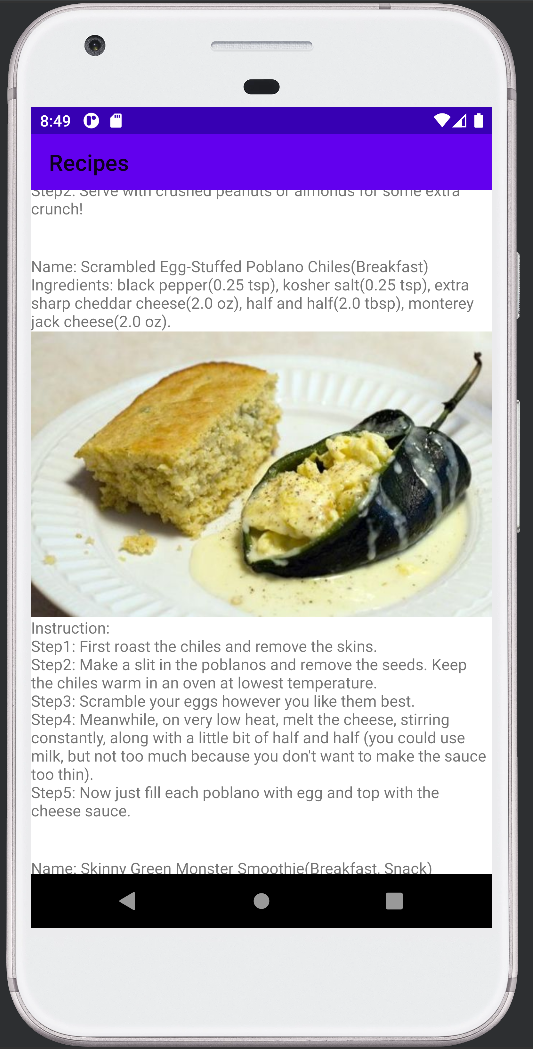 8:49
Recipes
Step2: Serve with crushed peanuts or almonds for some extra
crunch!
Name: Scrambled Egg-Stuffed Poblano Chiles(Breakfast)
Ingredients: black pepper(0.25 tsp), kosher salt(0.25 tsp), extra
sharp cheddar cheese(2.0 oz), half and half(2.0 tbsp), monterey
jack cheese(2.0 oz).
Instruction:
Step1: First roast the chiles and remove the skins.
Step2: Make a slit in the poblanos and remove the seeds. Keep
the chiles warm in an oven at lowest temperature.
Step3: Scramble your eggs however you like them best.
Step4: Meanwhile, on very low heat, melt the cheese, stirring
constantly, along with a little bit of half and half (you could use
milk, but not too much because you don't want to make the sauce
too thin).
Step5: Now just fill each poblano with egg and top with the
cheese sauce.
Name: Skinny Green Monster Smoothie(Breakfast, Snack)